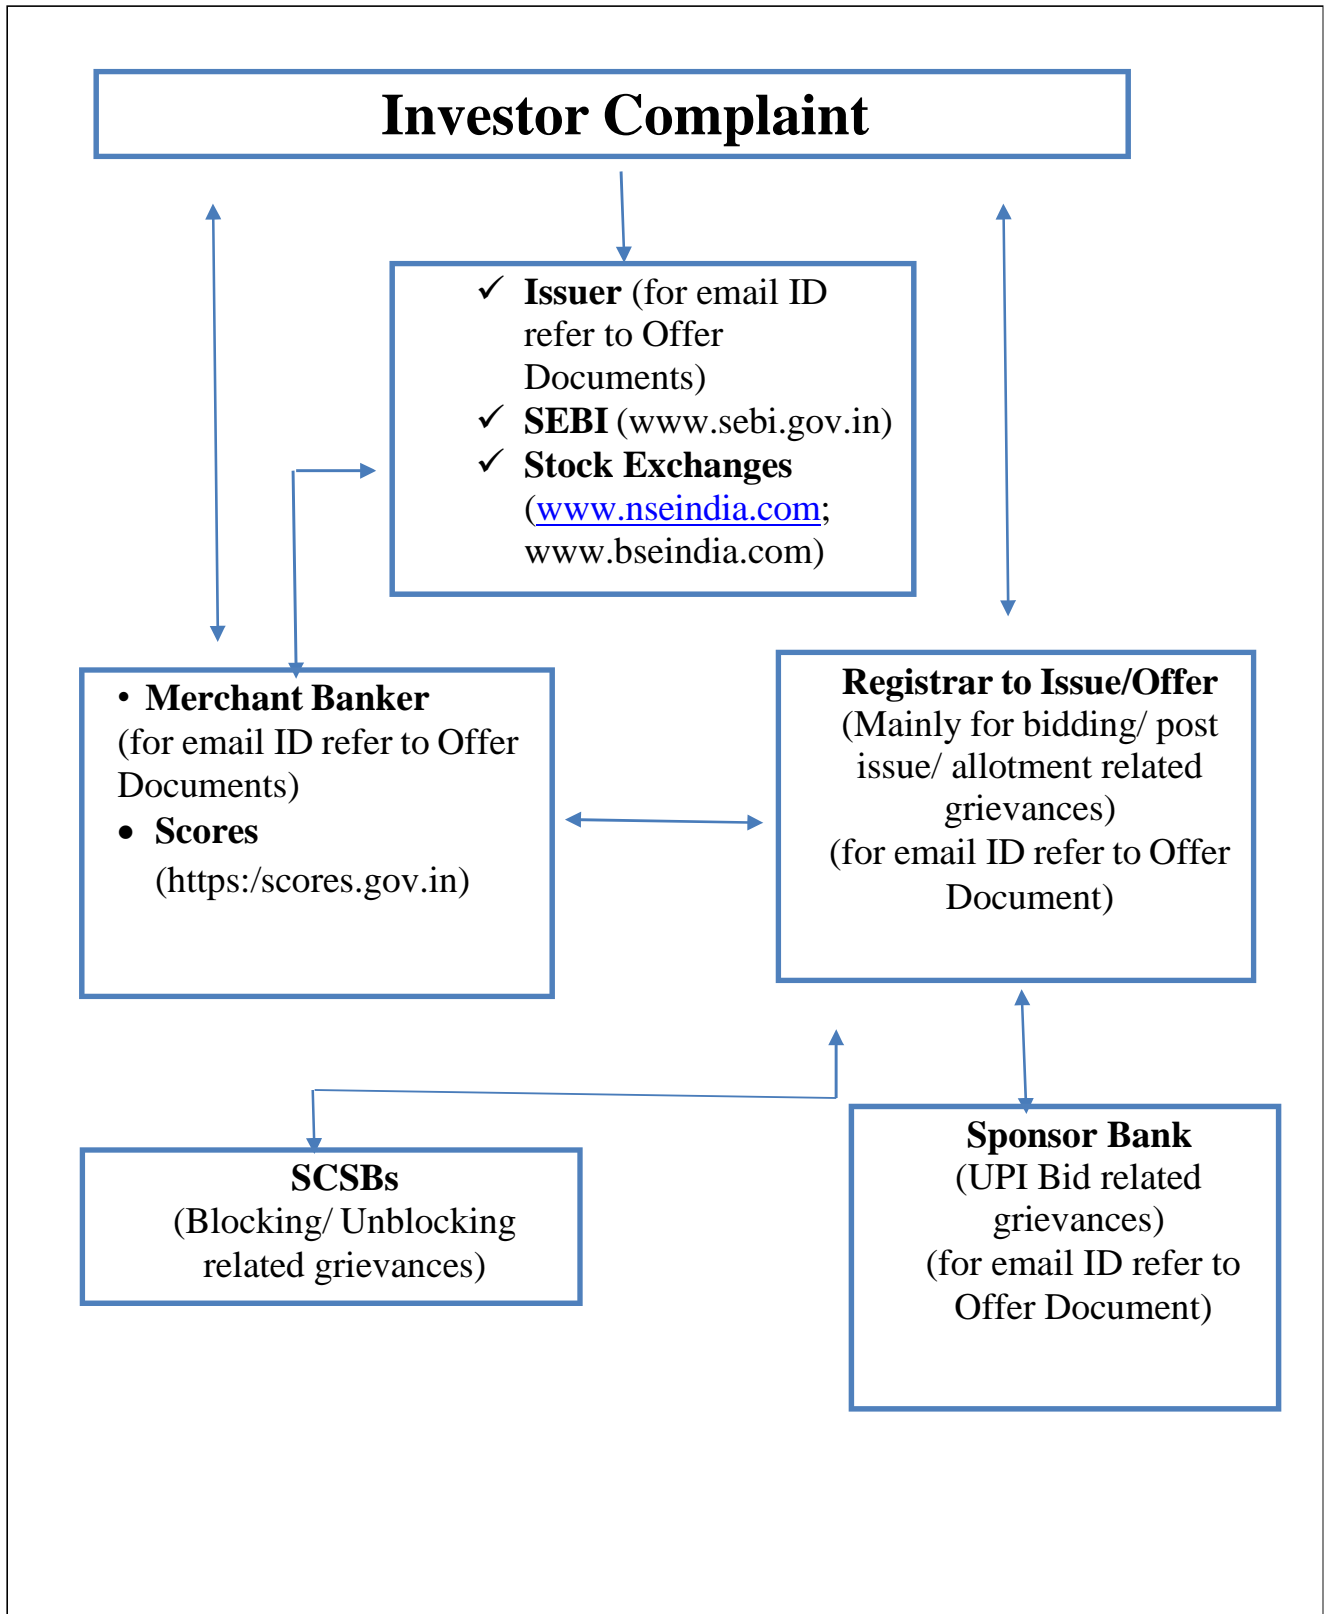 Investor Complaint
✓ Issuer (for email ID
refer to Offer
Documents)
✓ SEBI (www.sebi.gov.in)
✓ Stock Exchanges
(www.nseindia.com;
www.bseindia.com)
• Merchant Banker
(for email ID refer to Offer
Documents)
• Scores
(https:/scores.gov.in)
Registrar to Issue/Offer
(Mainly for bidding/ post
issue/ allotment related
grievances)
(for email ID refer to Offer
Document)
SCSBs
(Blocking/ Unblocking
related grievances)
Sponsor Bank
(UPI Bid related
grievances)
(for email ID refer to
Offer Document)